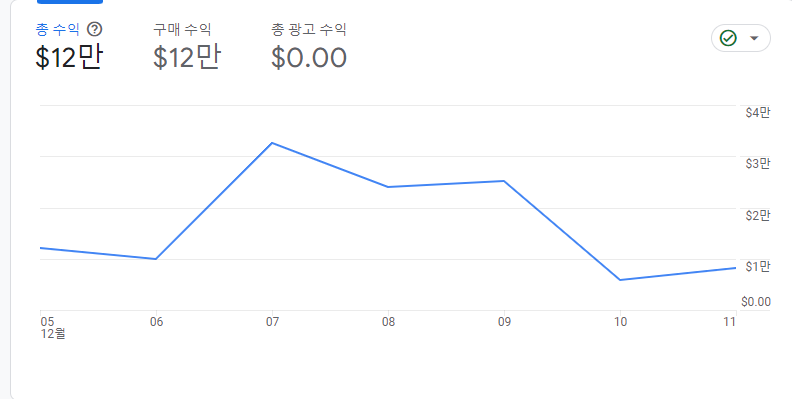 총 수익
구매 수익
총 광고 수익
$12만
$12만
$0.00
$4만
$3만
$2만
$1만
$0.00
05
06
07
08
09
10
11
12월